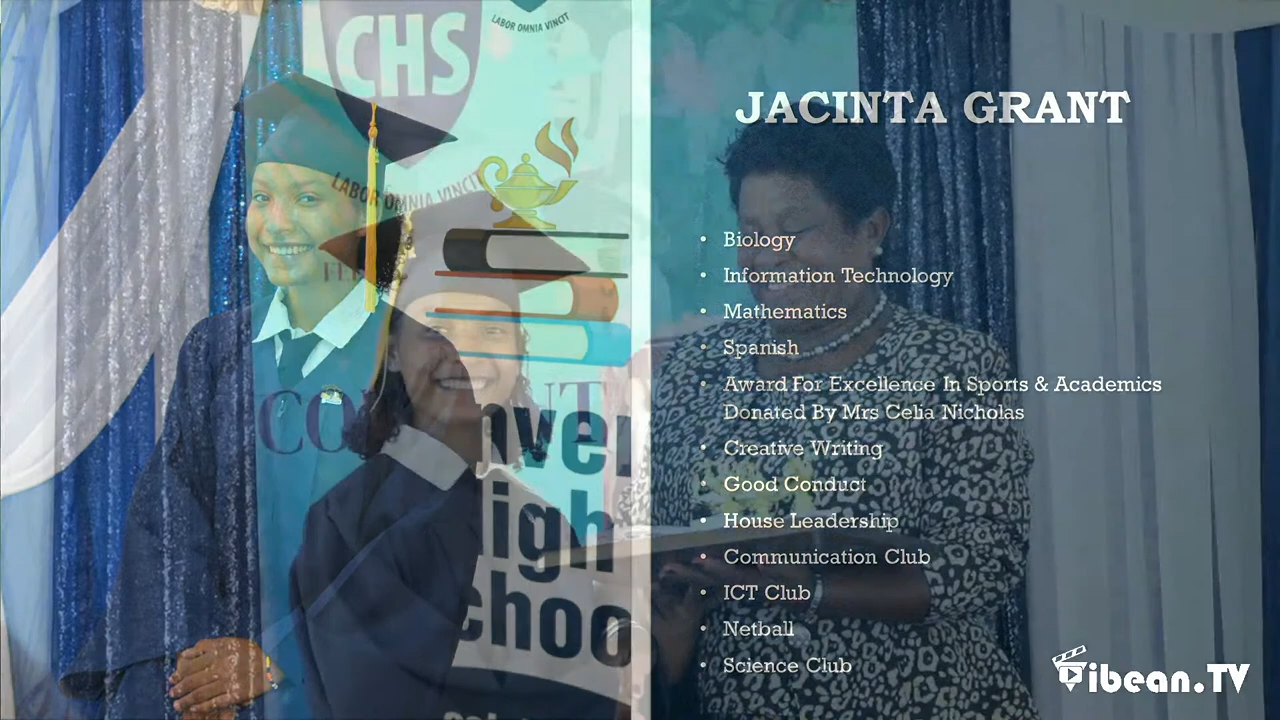 LABOR OMNIA VINCIT
CHS
LABOR OMNIA VINCIT
JACINTA GRANT
• Biology
• Information Technology
• Mathematics
• Spanish
• Award For Excellence In Sports & Academics
Donated By Mrs Celia Nicholas
• Creative Writing
• Good Conduct
• House Leadership
• Communication Club
• ICT Club
• Netball
• Science Club
ibean.TV